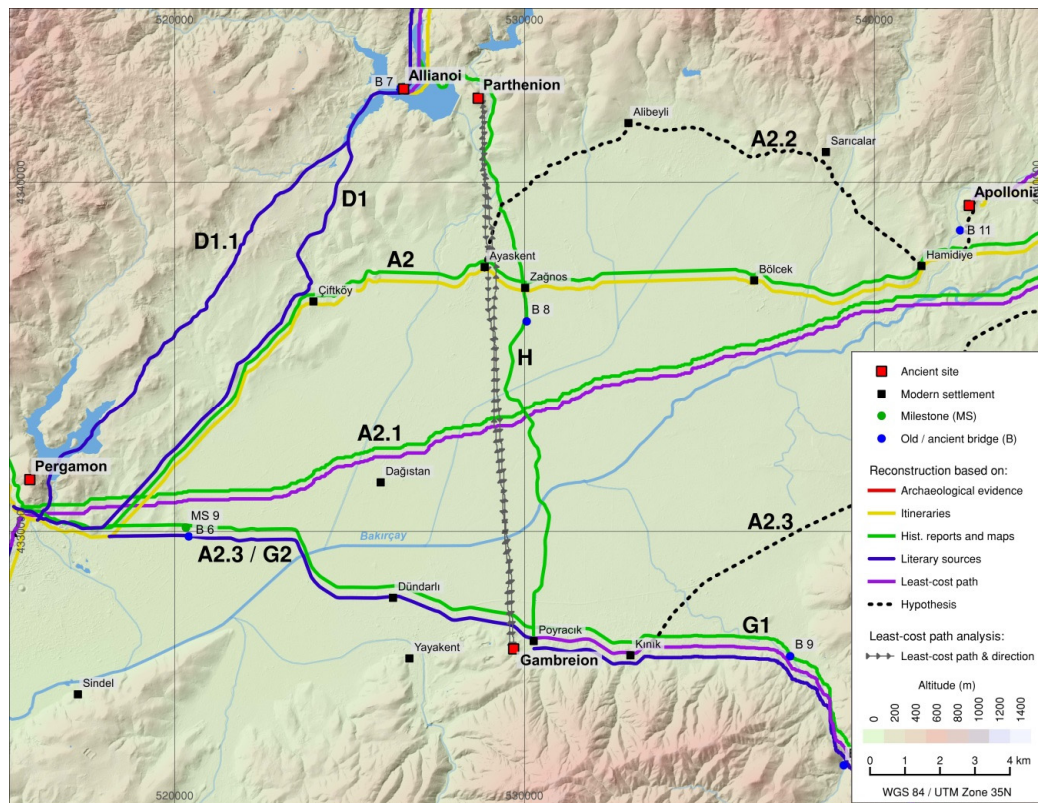 520000
530000
540000
B 7
Allianoi
Parthenion
Alibeyli
A2.2
Sarıcalar
4340000
D1
Apollonia
B 11
D1.1
A2
Ayaskent
Zağnos
Bölcek
Hamidiye
Çiftköy
B 8
H
A2.1
Pergamon
Dağıstan
MS 9
B 6
4330000
A2.3 / G2
Bakırçay
A2.3
Dündarlı
Poyracık
Kınık
G1
B 9
Yayakent
Gambreion
Sindel
520000
530000
Ancient site
Modern settlement
Milestone (MS)
Old / ancient bridge (B)
Reconstruction based on:
Archaeological evidence
Itineraries
Hist. reports and maps
Literary sources
Least-cost path
Hypothesis
Least-cost path analysis:
Least-cost path & direction
Altitude (m)
0 200 400 600 800 1000 1200 1400
0 1 2 3 4 km
WGS 84 / UTM Zone 35N